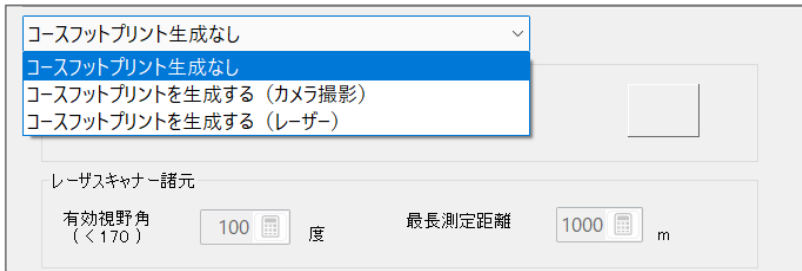 コースフットプリント生成なし
コースフットプリント生成なし
コースフットプリントを生成する（カメラ撮影）
コースフットプリントを生成する（レーザー）
レーザスキャナー諸元
有効視野角
（＜170）
100
度
最長測定距離
1000
m